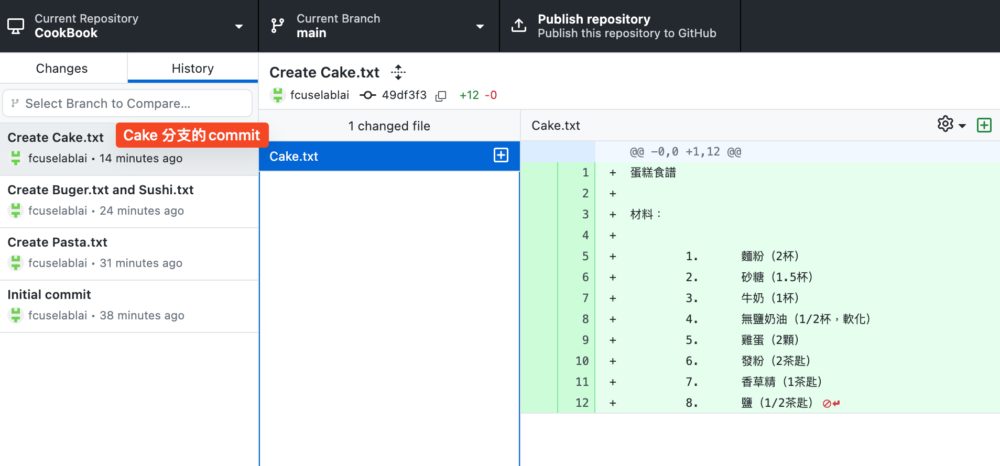 Current Repository
CookBook
Current Branch
main
Publish repository
Publish this repository to GitHub
Changes
History
Select Branch to Compare...
Create Cake.txt
Cake 分支的commit
fcuselablai • 14 minutes ago
Create Buger.txt and Sushi.txt
fcuselablai • 24 minutes ago
Create Pasta.txt
fcuselablai • 31 minutes ago
Initial commit
fcuselablai • 38 minutes ago
Create Cake.txt
fcuselablai 49df3f3 +12 -0
1 changed file
Cake.txt
Cake.txt
@@ -0,0 +1,12 @@
1 + 蛋糕食譜
2 +
3 + 材料：
4 +
5 + 1. 麵粉（2杯）
6 + 2. 砂糖（1.5杯）
7 + 3. 牛奶（1杯）
8 + 4. 無鹽奶油（1/2杯，軟化）
9 + 5. 雞蛋（2顆）
10 + 6. 發粉（2茶匙）
11 + 7. 香草精（1茶匙）
12 + 8. 鹽（1/2茶匙）